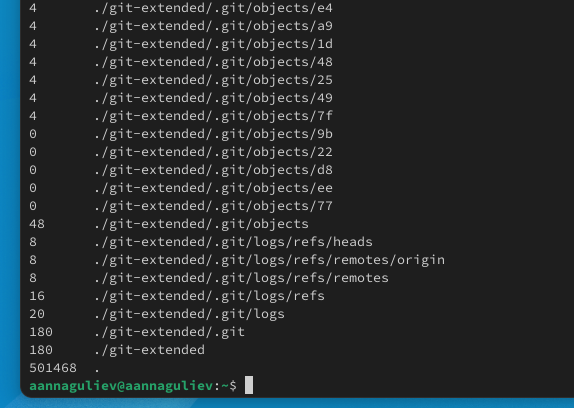 4 ./git-extended/.git/objects/e4
4 ./git-extended/.git/objects/a9
4 ./git-extended/.git/objects/1d
4 ./git-extended/.git/objects/48
4 ./git-extended/.git/objects/25
4 ./git-extended/.git/objects/49
4 ./git-extended/.git/objects/7f
0 ./git-extended/.git/objects/9b
0 ./git-extended/.git/objects/22
0 ./git-extended/.git/objects/d8
0 ./git-extended/.git/objects/ee
0 ./git-extended/.git/objects/77
48 ./git-extended/.git/objects
8 ./git-extended/.git/logs/refs/heads
8 ./git-extended/.git/logs/refs/remotes/origin
8 ./git-extended/.git/logs/refs/remotes
16 ./git-extended/.git/logs/refs
20 ./git-extended/.git/logs
180 ./git-extended/.git
180 ./git-extended
501468 .
aannaguliev@aannaguliev:~$